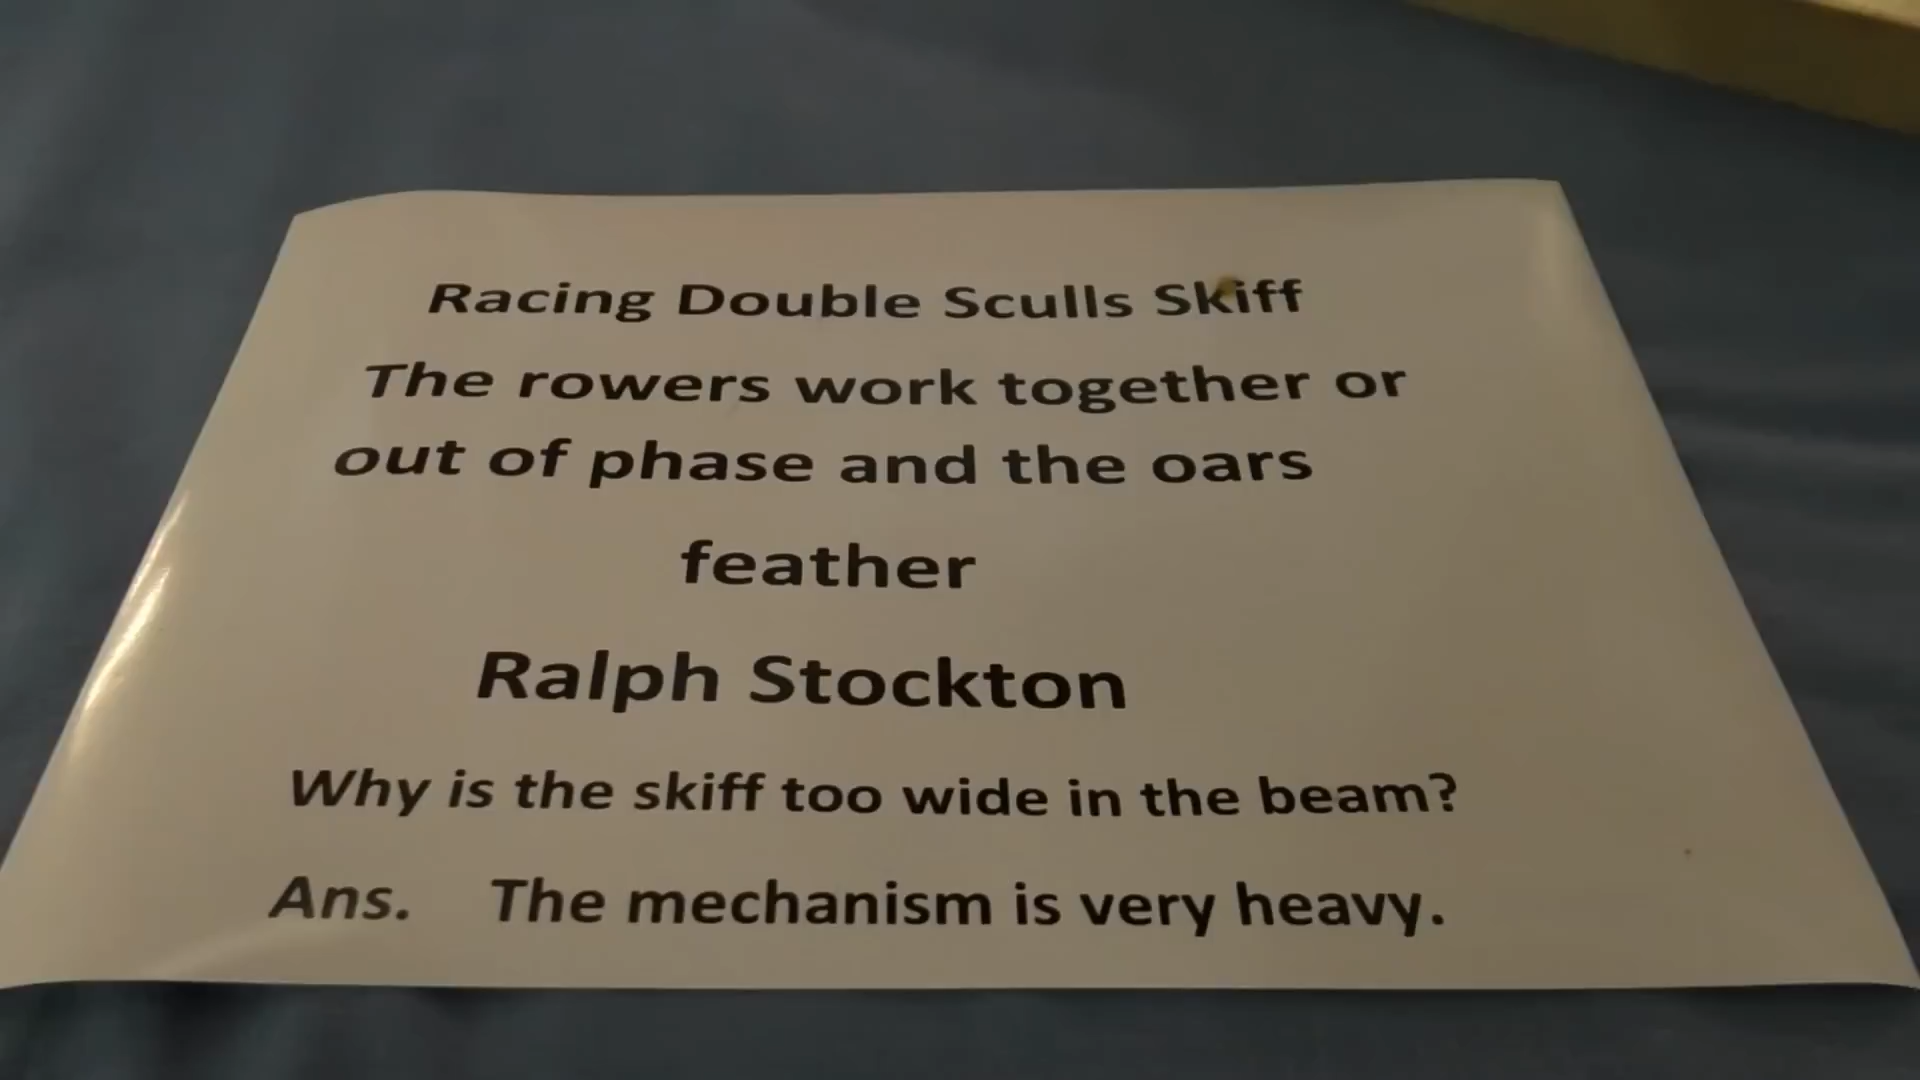 Racing Double Sculls Skiff
The rowers work together or
out of phase and the oars
feather
Ralph Stockton
Why is the skiff too wide in the beam?
Ans. The mechanism is very heavy.